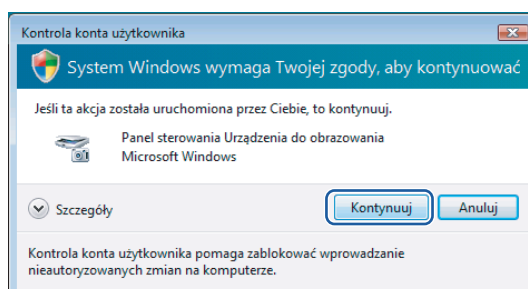 Kontrola konta użytkownika
System Windows wymaga Twojej zgody, aby kontynuować
Jeśli ta akcja została uruchomiona przez Ciebie, to kontynuuj.
Panel sterowania Urządzenia do obrazowania
Microsoft Windows
Szczegóły
Kontynuuj
Anuluj
Kontrola konta użytkownika pomaga zablokować wprowadzanie
nieautoryzowanych zmian na komputerze.